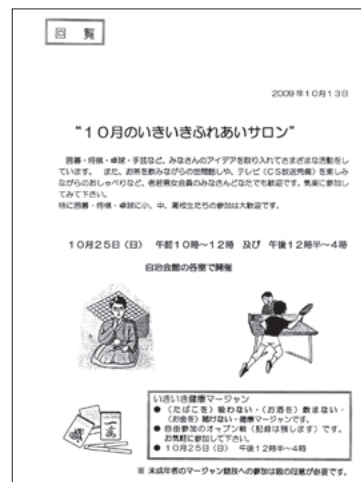 回 覧
2009年10月13日
“10月のいきいきふれあいサロン”
囲碁・将棋・卓球・手芸など、みなさんのアイデアを取り入れてさまざまな活動をし
ています。 また、お茶を飲みながらの世間話しや、テレビ(CS放送完備)を楽しみ
ながらのおしゃべりなど、老若男女会員のみなさんどなたでも歓迎です。気楽に参加し
てみて下さい。
特に囲碁・将棋・卓球に小、中、高校生たちの参加は大歓迎です。
10月25日(日) 午前10時~12時 及び 午後12時半~4時
自治会館の各室で開催
いきいき健康マージャン
● (たばこを)吸わない・(お酒を)飲まない・
(お金を)賭けない・健康マージャンです。
● 自由参加のオープン戦(記録は残します)です。
お気軽に参加して下さい。
● 10月25日(日) 午後12時半~4時
※ 未成年者のマージャン競技への参加は親の同意が必要です。